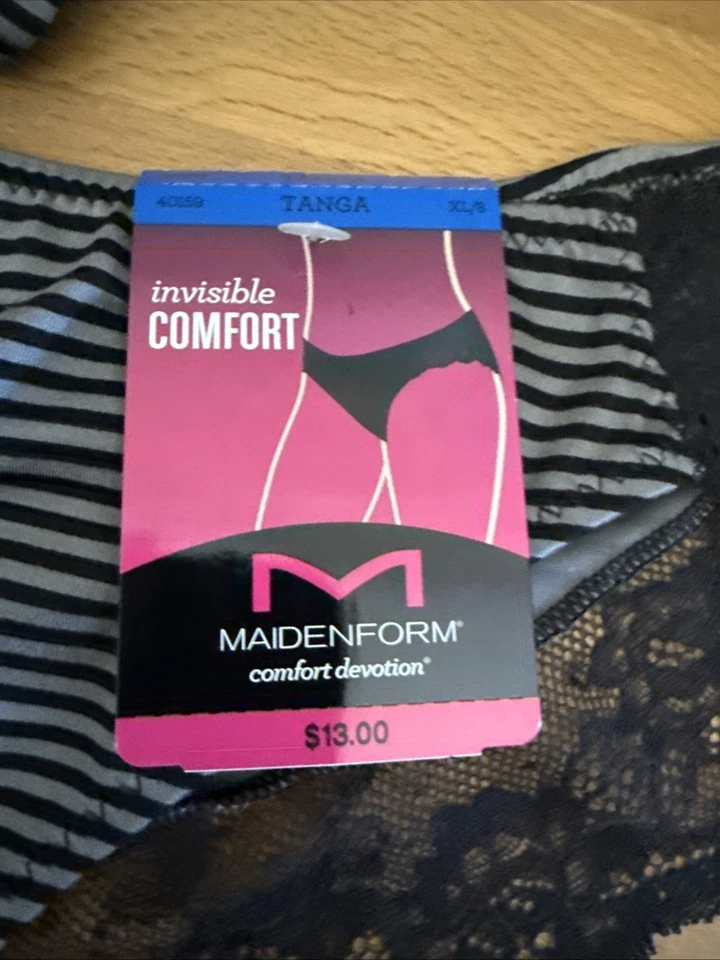 40159 TANGA XL/8
invisible
COMFORT
MAIDENFORM®
comfort devotion®
$13.00